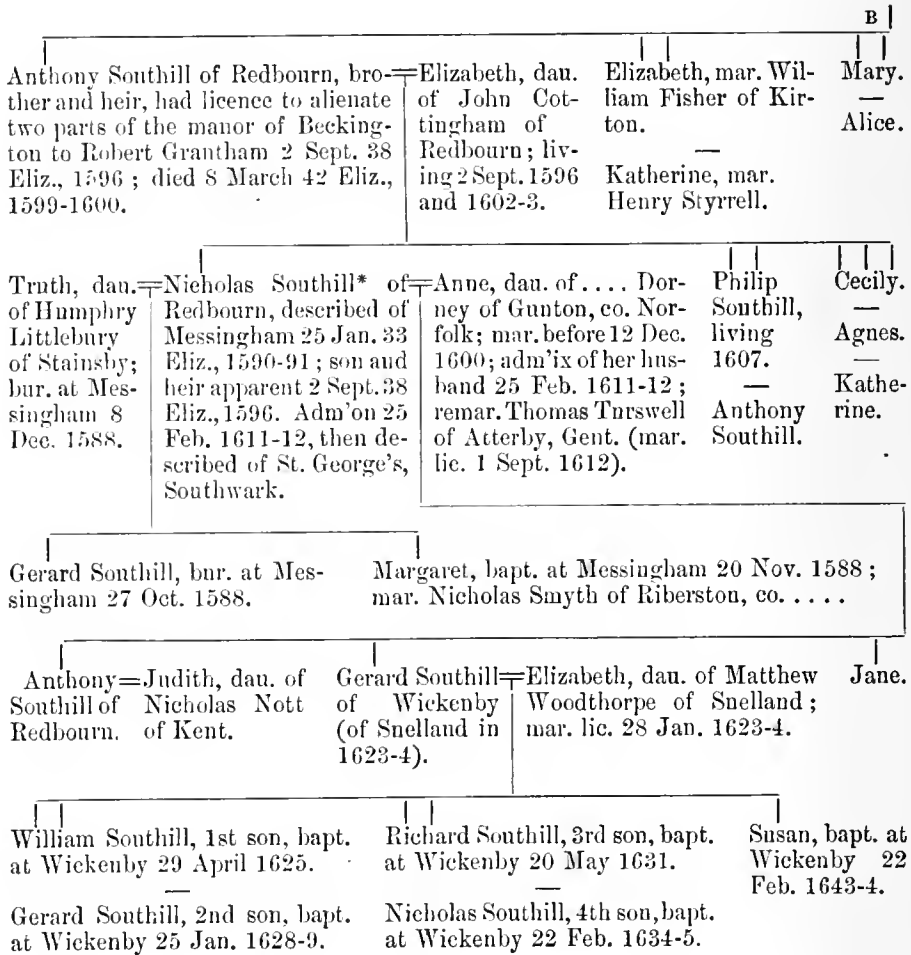 B
Anthony Southill of Redbourn, bro-
ther and heir, had licence to alienate
two parts of the manor of Becking-
ton to Robert Grantham 2 Sept. 38
Eliz., 1596 ; died 8 March 42 Eliz.,
1599-1600.
Elizabeth, dau.
of John Cot-
tingham of
Redbourn ; liv-
ing 2 Sept. 1596
and 1602-3.
Elizabeth, mar. Wil-
liam Fisher of Kir-
ton.
—
Katherine, mar.
Henry Styrrell.
Mary.
—
Alice.
Truth, dau.
of Humphry
Littlebury
of Stainsby;
bur. at Mes-
singham 8
Dec. 1588.
Nicholas Southill* of
Redbourn, described of
Messingham 25 Jan. 33
Eliz., 1590-91 ; son and
heir apparent 2 Sept. 38
Eliz., 1596. Adm'on 25
Feb. 1611-12, then de-
scribed of St. George's,
Southwark.
Anne, dau. of . . . . Dor-
ney of Gunton, co. Nor-
folk; mar. before 12 Dec.
1600; adm'ix of her hus-
band 25 Feb. 1611-12 ;
remar. Thomas Turswell
of Atterby, Gent. (mar.
lic. 1 Sept. 1612).
Philip
Southill,
living
1607.
—
Anthony
Southill.
Cecily.
—
Agnes.
—
Kathe-
rine.
Gerard Southill, bur. at Mes-
singham 27 Oct. 1588.
Margaret, bapt. at Messingham 20 Nov. 1588 ;
mar. Nicholas Smyth of Riberston, co. . . . .
Anthony
Southill of
Redbourn.
Judith, dau. of
Nicholas Nott
of Kent.
Gerard Southill
of Wickenby
(of Snelland in
1623-4).
Elizabeth, dau. of Matthew
Woodthorpe of Snelland ;
mar. lic. 28 Jan. 1623-4.
Jane.
William Southill, 1st son, bapt.
at Wickenby 29 April 1625.
—
Gerard Southill, 2nd son, bapt.
at Wickenby 25 Jan. 1628-9.
Richard Southill, 3rd son, bapt.
at Wickenby 20 May 1631.
—
Nicholas Southill, 4th son, bapt.
at Wickenby 22 Feb. 1634-5.
Susan, bapt. at
Wickenby 22
Feb. 1643-4.